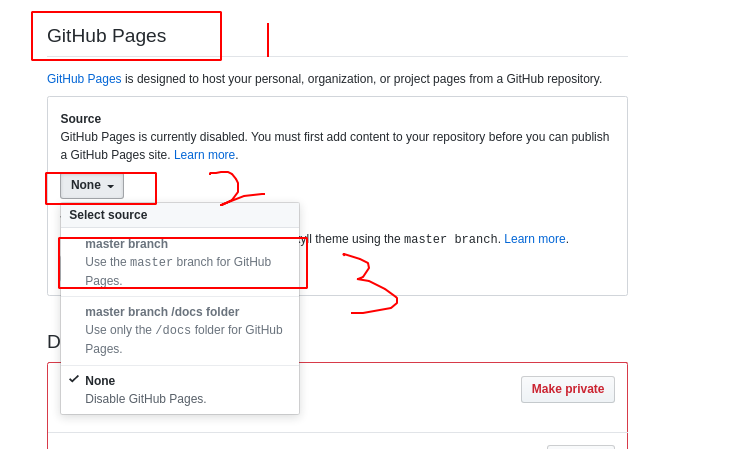 GitHub Pages
1
GitHub Pages is designed to host your personal, organization, or project pages from a GitHub repository.
Source
GitHub Pages is currently disabled. You must first add content to your repository before you can publish
a GitHub Pages site. Learn more.
None
2
Select source
master branch
theme using the master branch. Learn more.
Use the master branch for GitHub
Pages.
3
master branch /docs folder
Use only the /docs folder for GitHub
Pages.
D
None
Disable GitHub Pages.
Make private